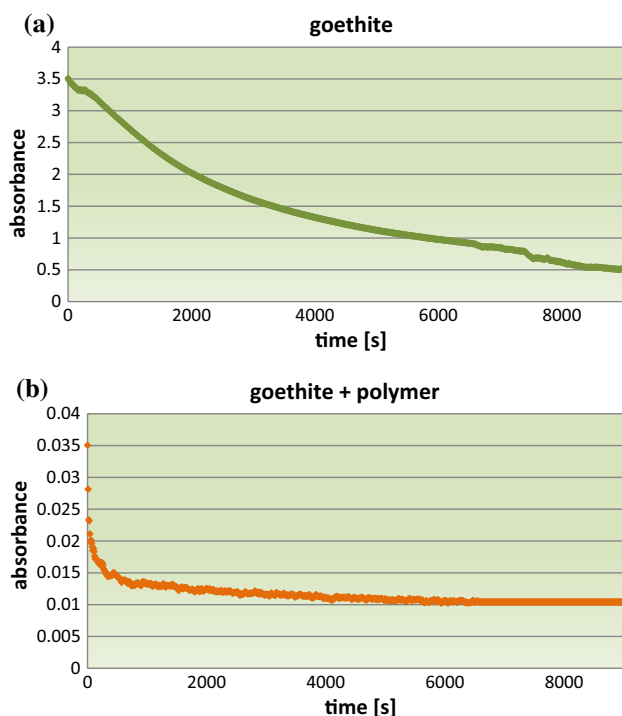 (a)
goethite
4
3.5
3
2.5
2
1.5
1
0.5
0
absorbance
0 2000 4000 6000 8000
time [s]
(b)
goethite + polymer
0.04
0.035
0.03
0.025
0.02
0.015
0.01
0.005
0
absorbance
0 2000 4000 6000 8000
time [s]